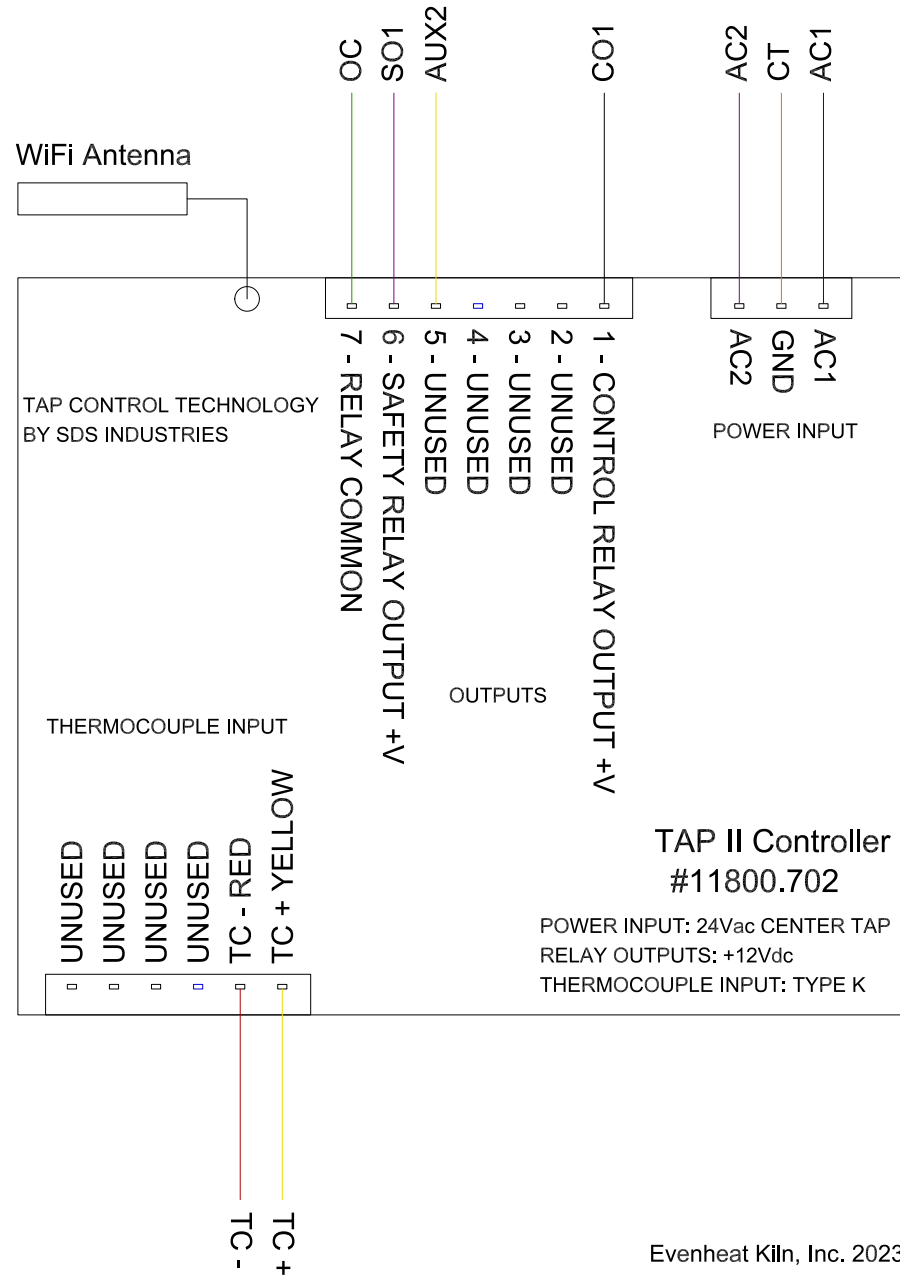 OC
SO1
AUX2
CO1
AC2
CT
AC1
WiFi Antenna
7 - RELAY COMMON
6 - SAFETY RELAY OUTPUT +V
5 - UNUSED
4 - UNUSED
3 - UNUSED
2 - UNUSED
1 - CONTROL RELAY OUTPUT +V
AC2
GND
AC1
POWER INPUT
TAP CONTROL TECHNOLOGY
BY SDS INDUSTRIES
OUTPUTS
THERMOCOUPLE INPUT
UNUSED
UNUSED
UNUSED
UNUSED
TC - RED
TC + YELLOW
TAP II Controller
#11800.702
POWER INPUT: 24Vac CENTER TAP
RELAY OUTPUTS: +12Vdc
THERMOCOUPLE INPUT: TYPE K
TC -
TC +
Evenheat Kiln, Inc. 2023